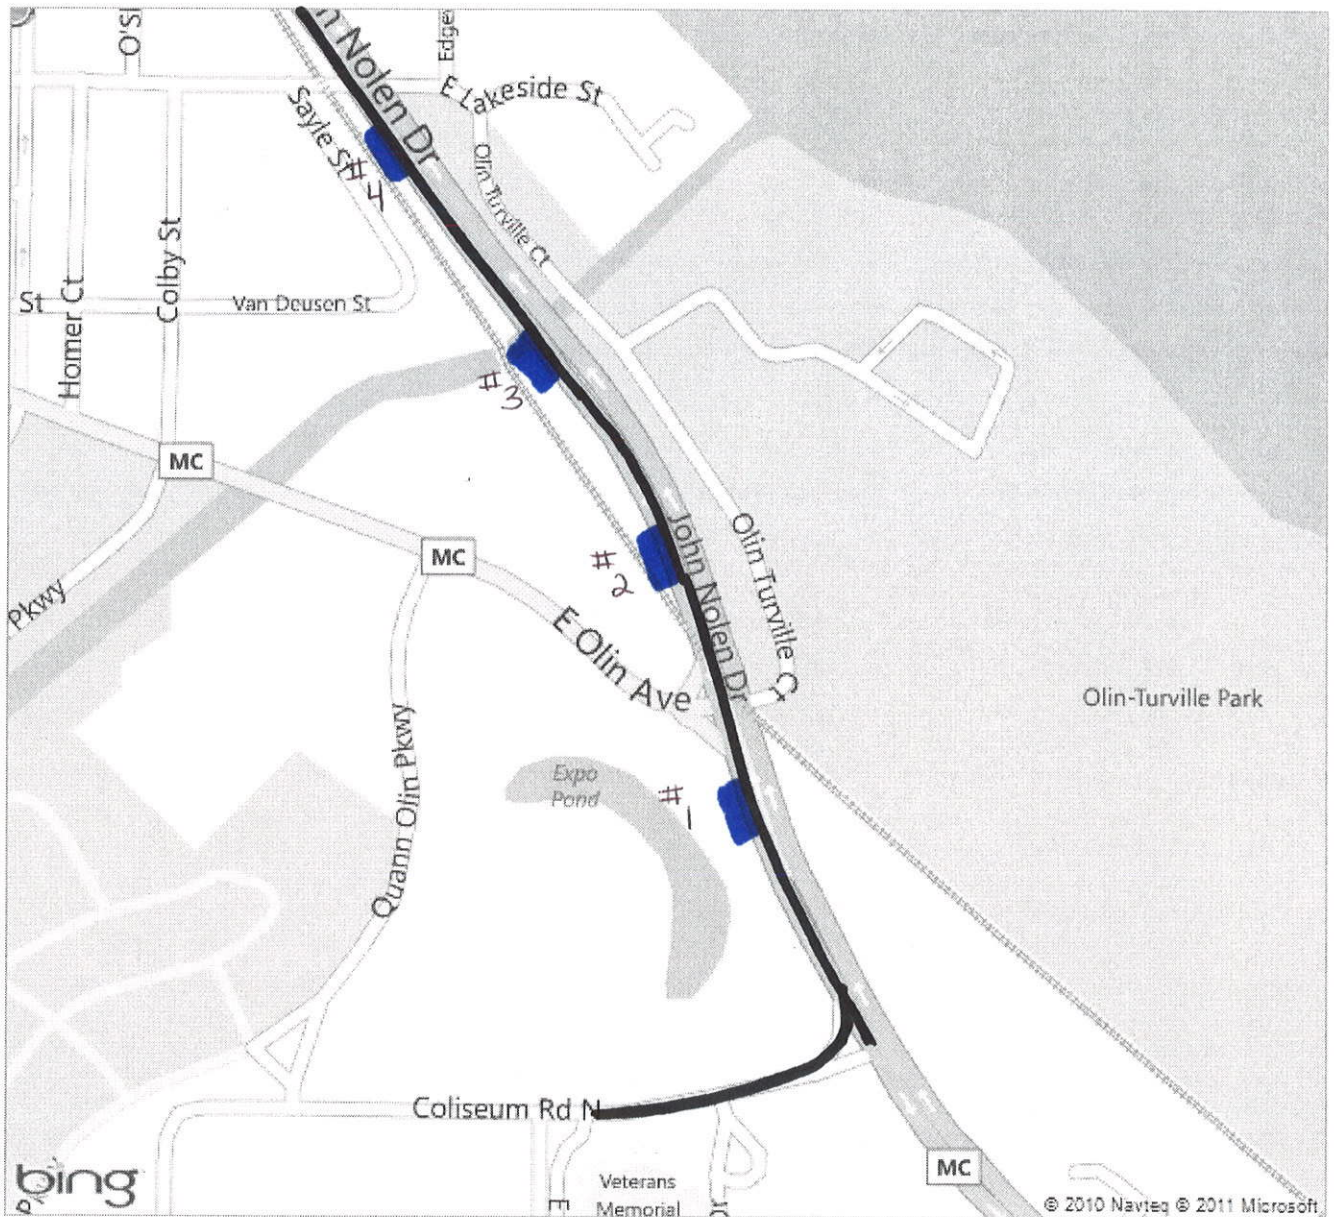 O'SI
Edge
n Nolen Dr
E Lakeside St
Sayle St
#4
Olin Turville Ct
Colby St
Homer Ct
St
Van Deusen St
#3
MC
MC
#2
John Nolen Dr
Olin Turville Ct
Pkwy
E Olin Ave
Olin-Turville Park
Quann Olin Pkwy
Expo
Pond
#1
Coliseum Rd N
MC
bing
E
Veterans
Memorial
© 2010 Navteq © 2011 Microsoft